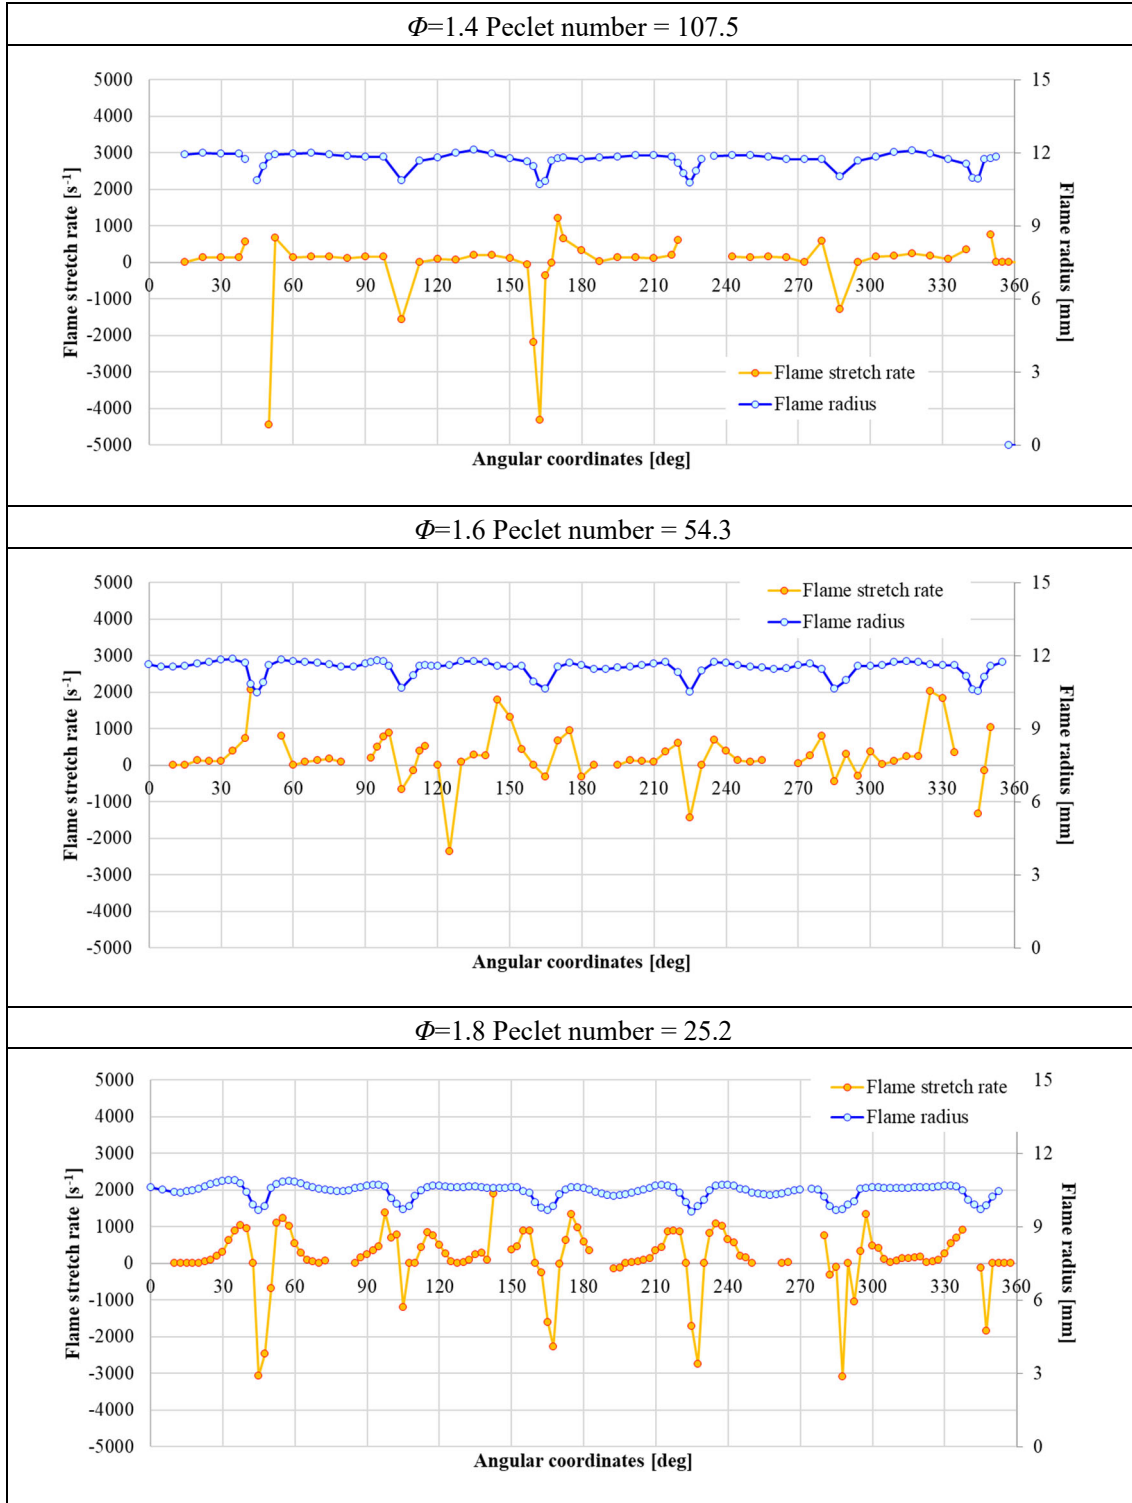 Φ=1.4 Peclet number = 107.5
5000
4000
3000
2000
1000
0
-1000
-2000
-3000
-4000
-5000
15
12
9
6
3
0
0 30 60 90 120 150 180 210 240 270 300 330 360
Flame stretch rate [s-1]
Flame radius [mm]
Flame stretch rate
Flame radius
Angular coordinates [deg]
Φ=1.6 Peclet number = 54.3
5000
4000
3000
2000
1000
0
-1000
-2000
-3000
-4000
-5000
15
12
9
6
3
0
0 30 60 90 120 150 180 210 240 270 300 330 360
Flame stretch rate [s-1]
Flame radius [mm]
Flame stretch rate
Flame radius
Angular coordinates [deg]
Φ=1.8 Peclet number = 25.2
5000
4000
3000
2000
1000
0
-1000
-2000
-3000
-4000
-5000
15
12
9
6
3
0
0 30 60 90 120 150 180 210 240 270 300 330 360
Flame stretch rate [s-1]
Flame radius [mm]
Flame stretch rate
Flame radius
Angular coordinates [deg]